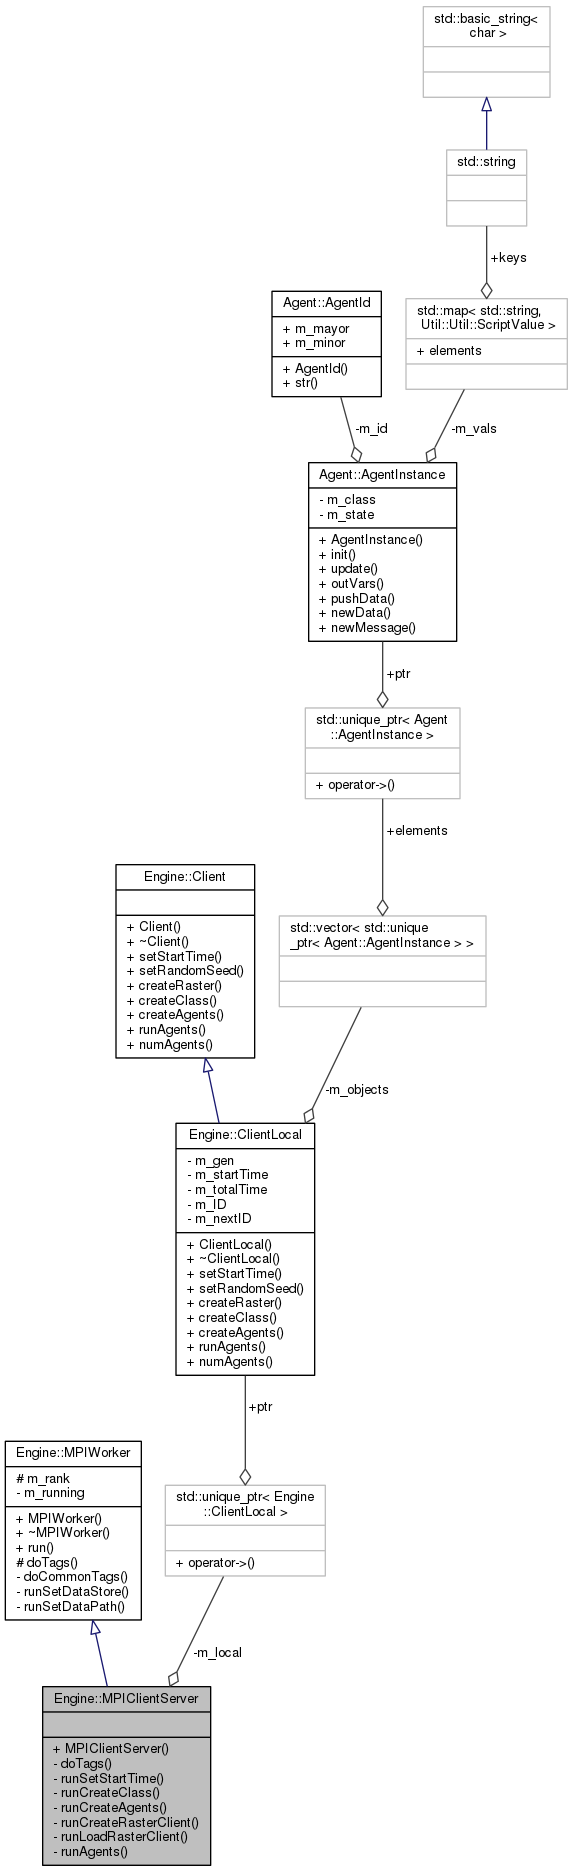 std::basic_string<
char >
std::string
+keys
Agent::AgentId
+ m_mayor
+ m_minor
+ AgentId()
+ str()
std::map< std::string,
Util::Util::ScriptValue >
+ elements
-m_id
-m_vals
Agent::AgentInstance
- m_class
- m_state
+ AgentInstance()
+ init()
+ update()
+ outVars()
+ pushData()
+ newData()
+ newMessage()
+ptr
std::unique_ptr< Agent
::AgentInstance >
+ operator->()
+elements
Engine::Client
+ Client()
+ ~Client()
+ setStartTime()
+ setRandomSeed()
+ createRaster()
+ createClass()
+ createAgents()
+ runAgents()
+ numAgents()
std::vector< std::unique
_ptr< Agent::AgentInstance > >
-m_objects
Engine::ClientLocal
- m_gen
- m_startTime
- m_totalTime
- m_ID
- m_nextID
+ ClientLocal()
+ ~ClientLocal()
+ setStartTime()
+ setRandomSeed()
+ createRaster()
+ createClass()
+ createAgents()
+ runAgents()
+ numAgents()
+ptr
Engine::MPIWorker
# m_rank
- m_running
+ MPIWorker()
+ ~MPIWorker()
+ run()
# doTags()
- doCommonTags()
- runSetDataStore()
- runSetDataPath()
std::unique_ptr< Engine
::ClientLocal >
+ operator->()
-m_local
Engine::MPIClientServer
+ MPIClientServer()
- doTags()
- runSetStartTime()
- runCreateClass()
- runCreateAgents()
- runCreateRasterClient()
- runLoadRasterClient()
- runAgents()